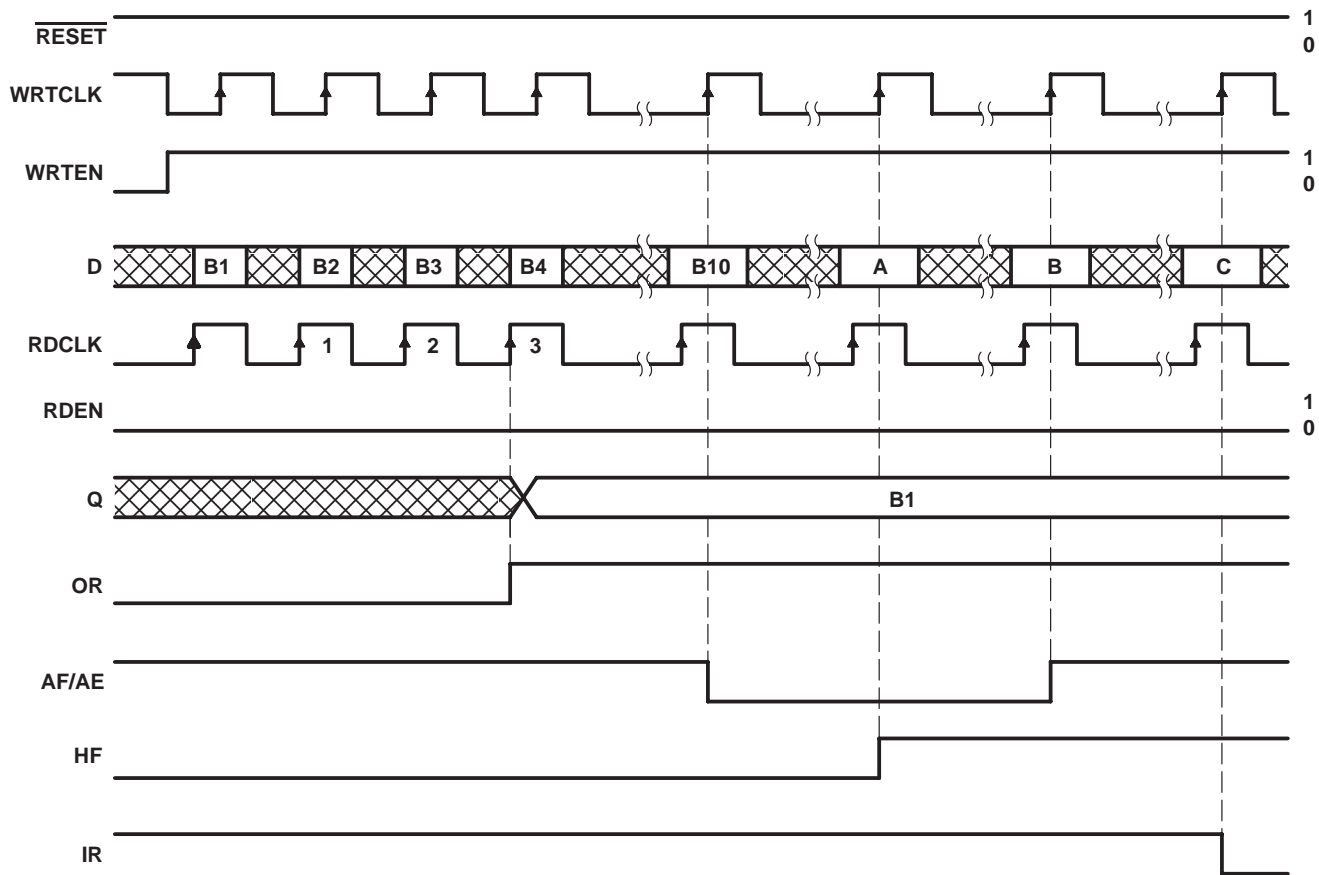 RESET 1
0
WRTCLK
WRTEN 1
0
D B1 B2 B3 B4 B10 A B C
RDCLK 1 2 3
RDEN 1
0
Q B1
OR
AF/AE
HF
IR